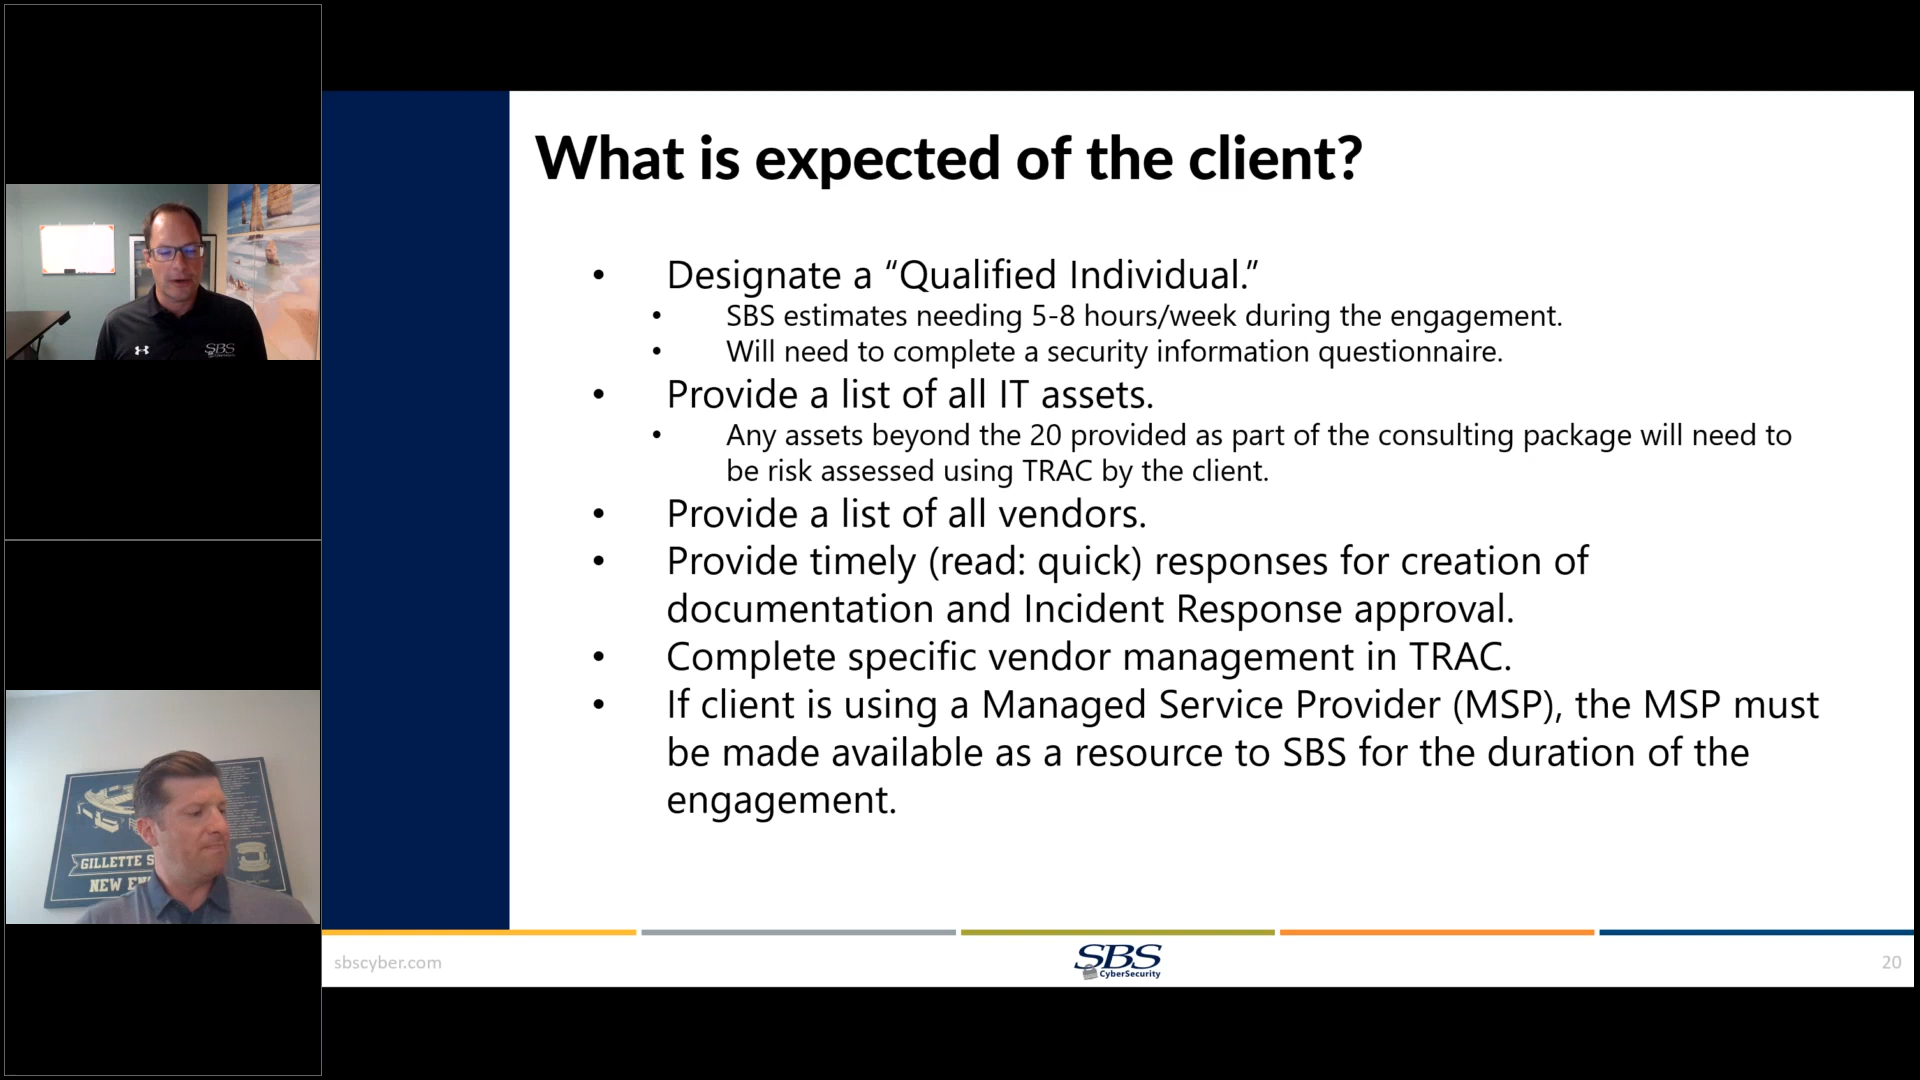 What is expected of the client?
• Designate a “Qualified Individual.”
• SBS estimates needing 5-8 hours/week during the engagement.
• Will need to complete a security information questionnaire.
• Provide a list of all IT assets.
• Any assets beyond the 20 provided as part of the consulting package will need to
be risk assessed using TRAC by the client.
• Provide a list of all vendors.
• Provide timely (read: quick) responses for creation of
documentation and Incident Response approval.
• Complete specific vendor management in TRAC.
• If client is using a Managed Service Provider (MSP), the MSP must
be made available as a resource to SBS for the duration of the
engagement.
sbscyber.com
SBS
CyberSecurity
20
SBS
GILLETTE S
NEW EN